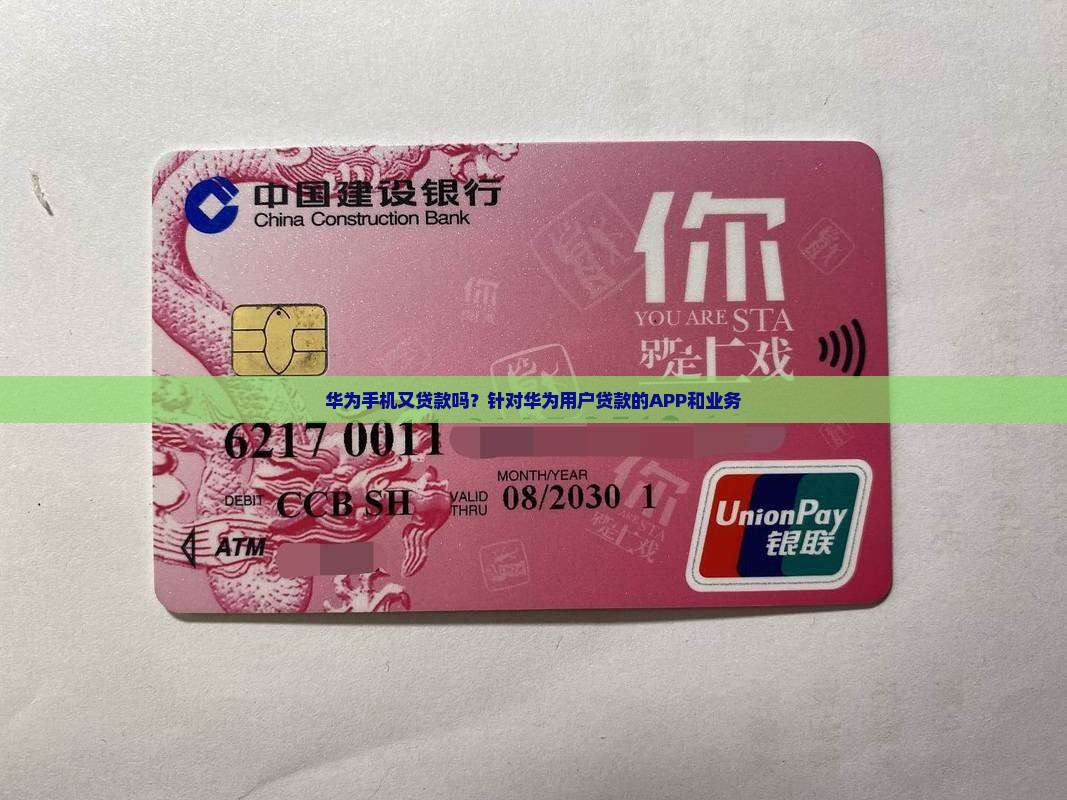 中国建设银行
China Construction Bank
你
YOU ARE STA
戏
华为手机又贷款吗？针对华为用户贷款的APP和业务
6217 0011
MONTH/YEAR
DEBIT CCB SH VALID THRU 08/2030 1
ATM
UnionPay
银联